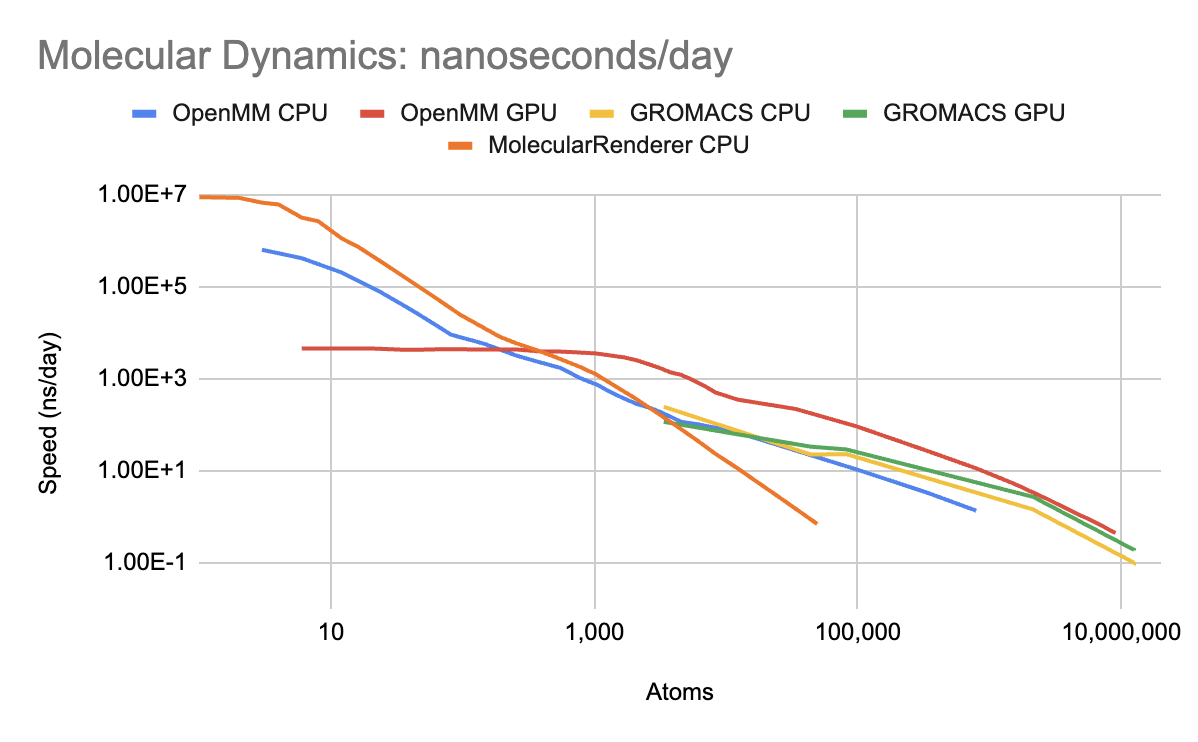 Molecular Dynamics: nanoseconds/day
OpenMM CPU OpenMM GPU GROMACS CPU GROMACS GPU
MolecularRenderer CPU
1.00E+7
1.00E+5
1.00E+3
1.00E+1
1.00E-1
Speed (ns/day)
10 1,000 100,000 10,000,000
Atoms